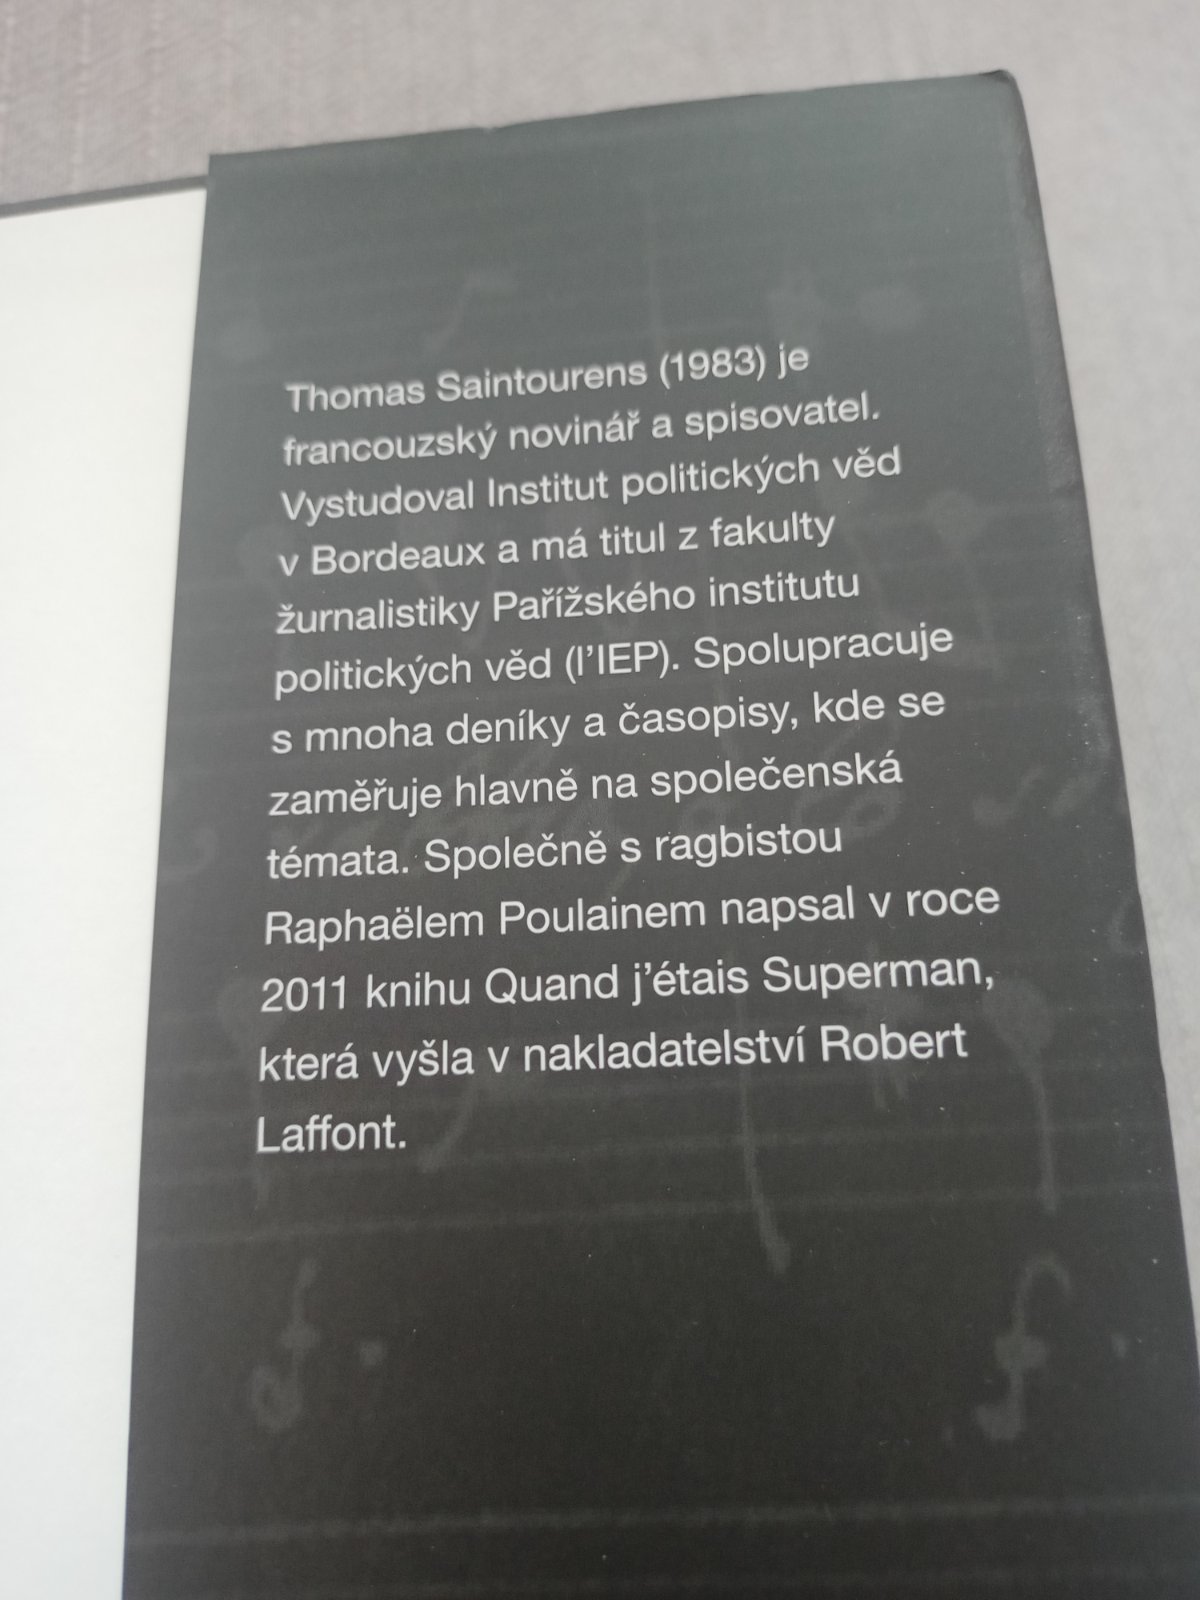 Thomas Saintourens (1983) je
francouzský novinář a spisovatel.
Vystudoval Institut politických věd
v Bordeaux a má titul z fakulty
žurnalistiky Pařížského institutu
politických věd (l’IEP). Spolupracuje
s mnoha deníky a časopisy, kde se
zaměřuje hlavně na společenská
témata. Společně s ragbistou
Raphaëlem Poulainem napsal v roce
2011 knihu Quand j’étais Superman,
která vyšla v nakladatelství Robert
Laffont.